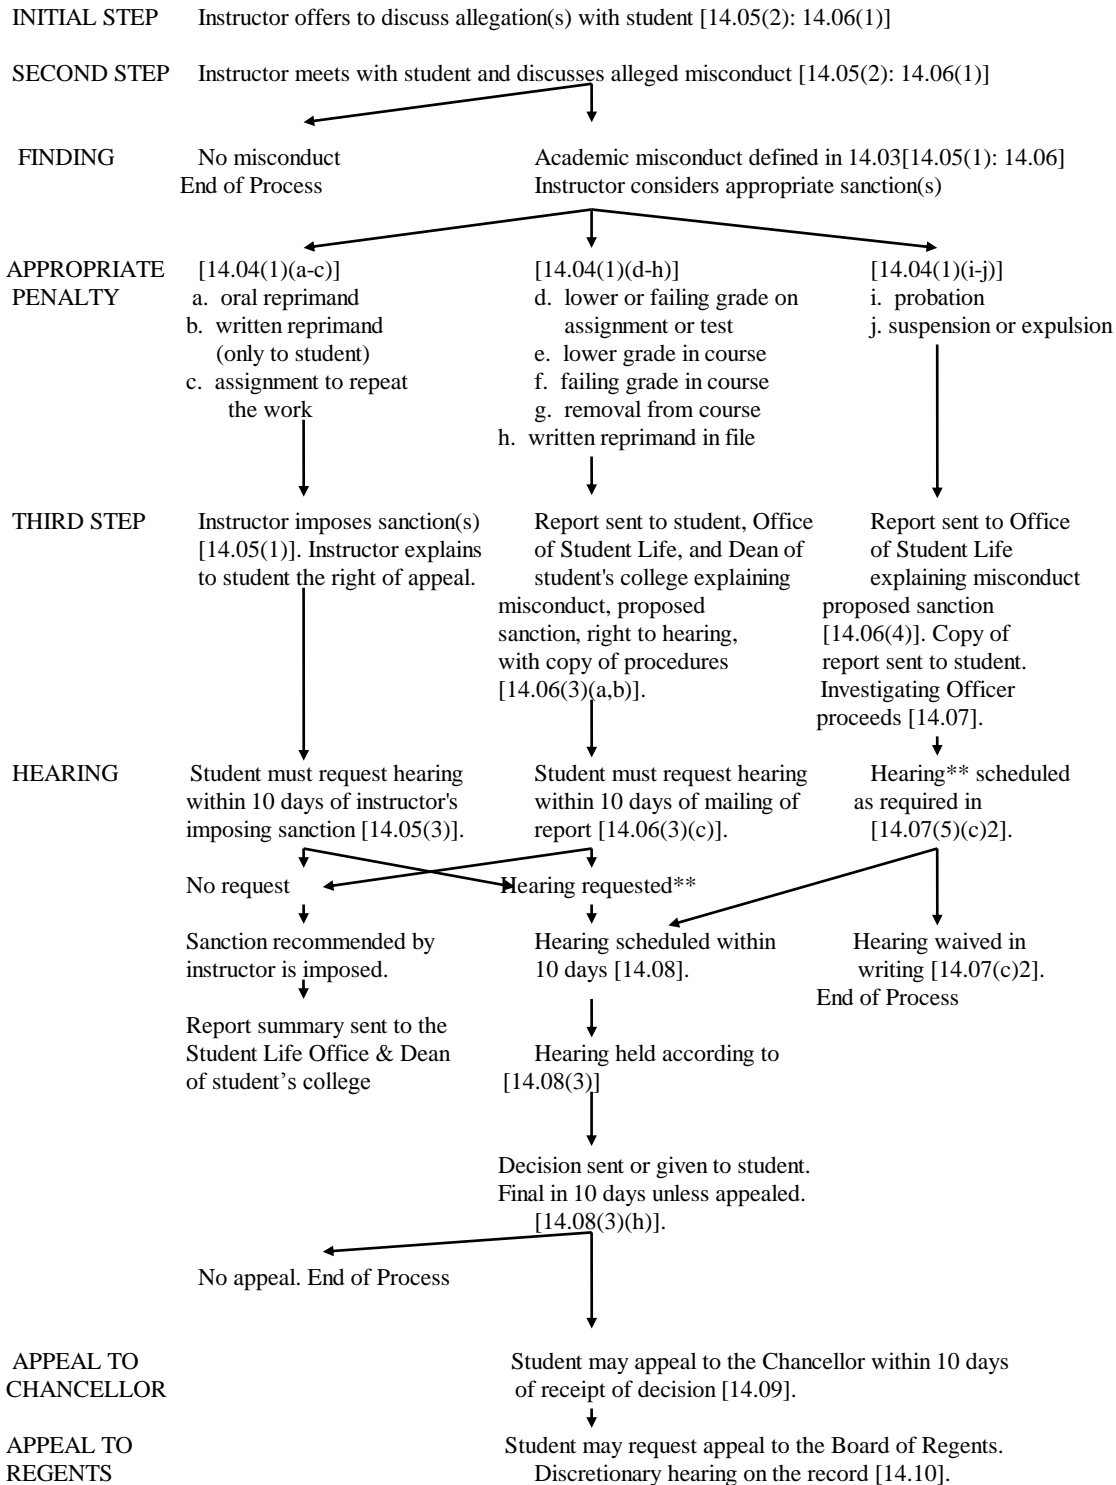 INITIAL STEP Instructor offers to discuss allegation(s) with student [14.05(2): 14.06(1)]
SECOND STEP Instructor meets with student and discusses alleged misconduct [14.05(2): 14.06(1)]
FINDING No misconduct
End of Process
Academic misconduct defined in 14.03[14.05(1): 14.06]
Instructor considers appropriate sanction(s)
APPROPRIATE
PENALTY
[14.04(1)(a-c)]
a. oral reprimand
b. written reprimand
(only to student)
c. assignment to repeat
the work
[14.04(1)(d-h)]
d. lower or failing grade on
assignment or test
e. lower grade in course
f. failing grade in course
g. removal from course
h. written reprimand in file
[14.04(1)(i-j)]
i. probation
j. suspension or expulsion
THIRD STEP
Instructor imposes sanction(s)
[14.05(1)]. Instructor explains
to student the right of appeal.
Report sent to student, Office
of Student Life, and Dean of
student's college explaining
misconduct, proposed
sanction, right to hearing,
with copy of procedures
[14.06(3)(a,b)].
Report sent to Office
of Student Life
explaining misconduct
proposed sanction
[14.06(4)]. Copy of
report sent to student.
Investigating Officer
proceeds [14.07].
HEARING
Student must request hearing
within 10 days of instructor's
imposing sanction [14.05(3)].
Student must request hearing
within 10 days of mailing of
report [14.06(3)(c)].
Hearing** scheduled
as required in
[14.07(5)(c)2].
No request
Hearing requested**
Sanction recommended by
instructor is imposed.
Hearing scheduled within
10 days [14.08].
Hearing waived in
writing [14.07(c)2].
End of Process
Report summary sent to the
Student Life Office & Dean
of student’s college
Hearing held according to
[14.08(3)]
Decision sent or given to student.
Final in 10 days unless appealed.
[14.08(3)(h)].
No appeal. End of Process
APPEAL TO
CHANCELLOR
Student may appeal to the Chancellor within 10 days
of receipt of decision [14.09].
APPEAL TO
REGENTS
Student may request appeal to the Board of Regents.
Discretionary hearing on the record [14.10].